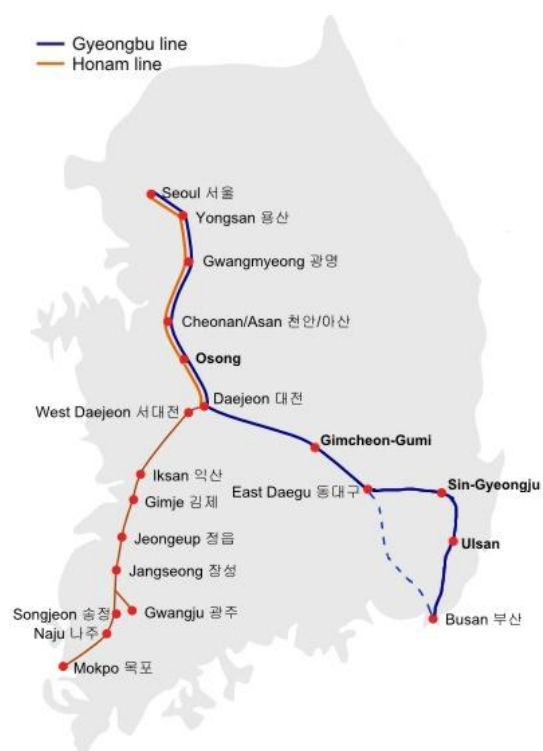 Gyeongbu line
Honam line
Seoul 서울
Yongsan 용산
Gwangmyeong 광명
Cheonan/Asan 천안/아산
Osong
Daejeon 대전
West Daejeon 서대전
Gimcheon-Gumi
Iksan 익산
East Daegu 동대구
Sin-Gyeongju
Gimje 김제
Jeongeup 정읍
Ulsan
Jangseong 장성
Songjeon 송정
Gwangju 광주
Busan 부산
Naju 나주
Mokpo 목포